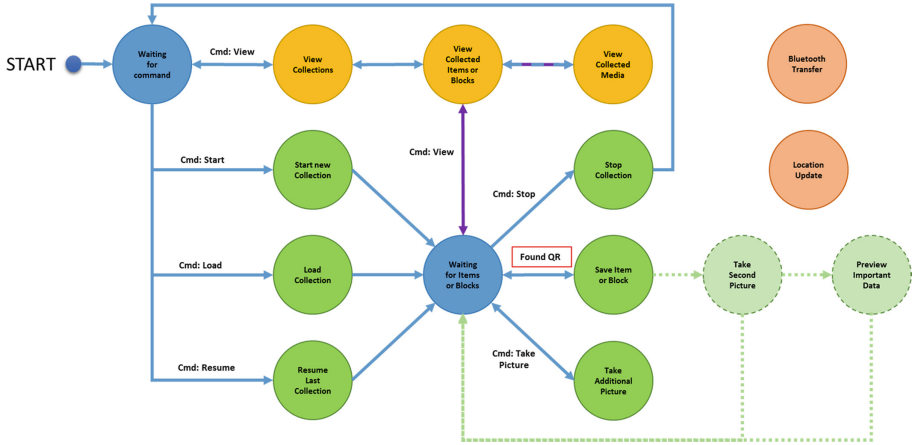 START
Waiting
for
command
Cmd: View
View
Collections
View
Collected
Items or
Blocks
View
Collected
Media
Bluetooth
Transfer
Cmd: View
Cmd: Start
Start new
Collection
Cmd: Stop
Stop
Collection
Location
Update
Cmd: Load
Load
Collection
Waiting
for Items
or Blocks
Found QR
Save Item
or Block
Take
Second
Picture
Preview
Important
Data
Cmd: Resume
Resume
Last
Collection
Cmd: Take
Picture
Take
Additional
Picture